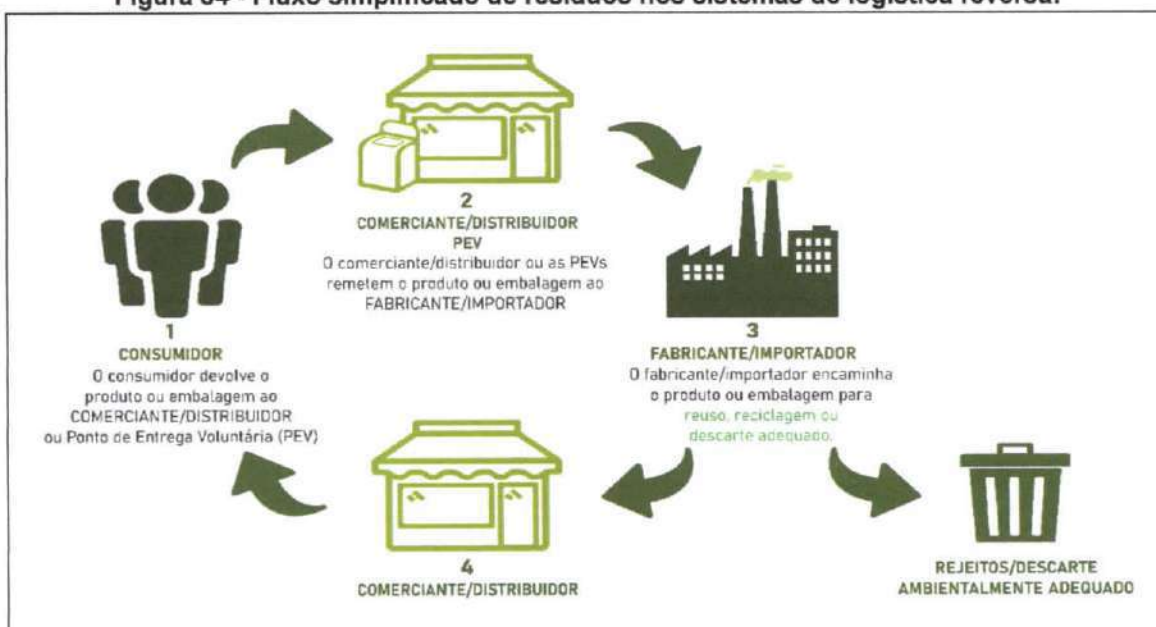 Figura - Fluxo simplificado de resíduos nos sistemas de logística reversa.
2
COMERCIANTE/DISTRIBUIDOR
PEV
O comerciante/distribuidor ou as PEVs
remetem o produto ou embalagem ao
FABRICANTE/IMPORTADOR
1
CONSUMIDOR
O consumidor devolve o
produto ou embalagem ao
COMERCIANTE/DISTRIBUIDOR
ou Ponto de Entrega Voluntária (PEV)
3
FABRICANTE/IMPORTADOR
O fabricante/importador encaminha
o produto ou embalagem para
reuso, reciclagem ou
descarte adequado.
4
COMERCIANTE/DISTRIBUIDOR
REJEITOS/DESCARTE
AMBIENTALMENTE ADEQUADO